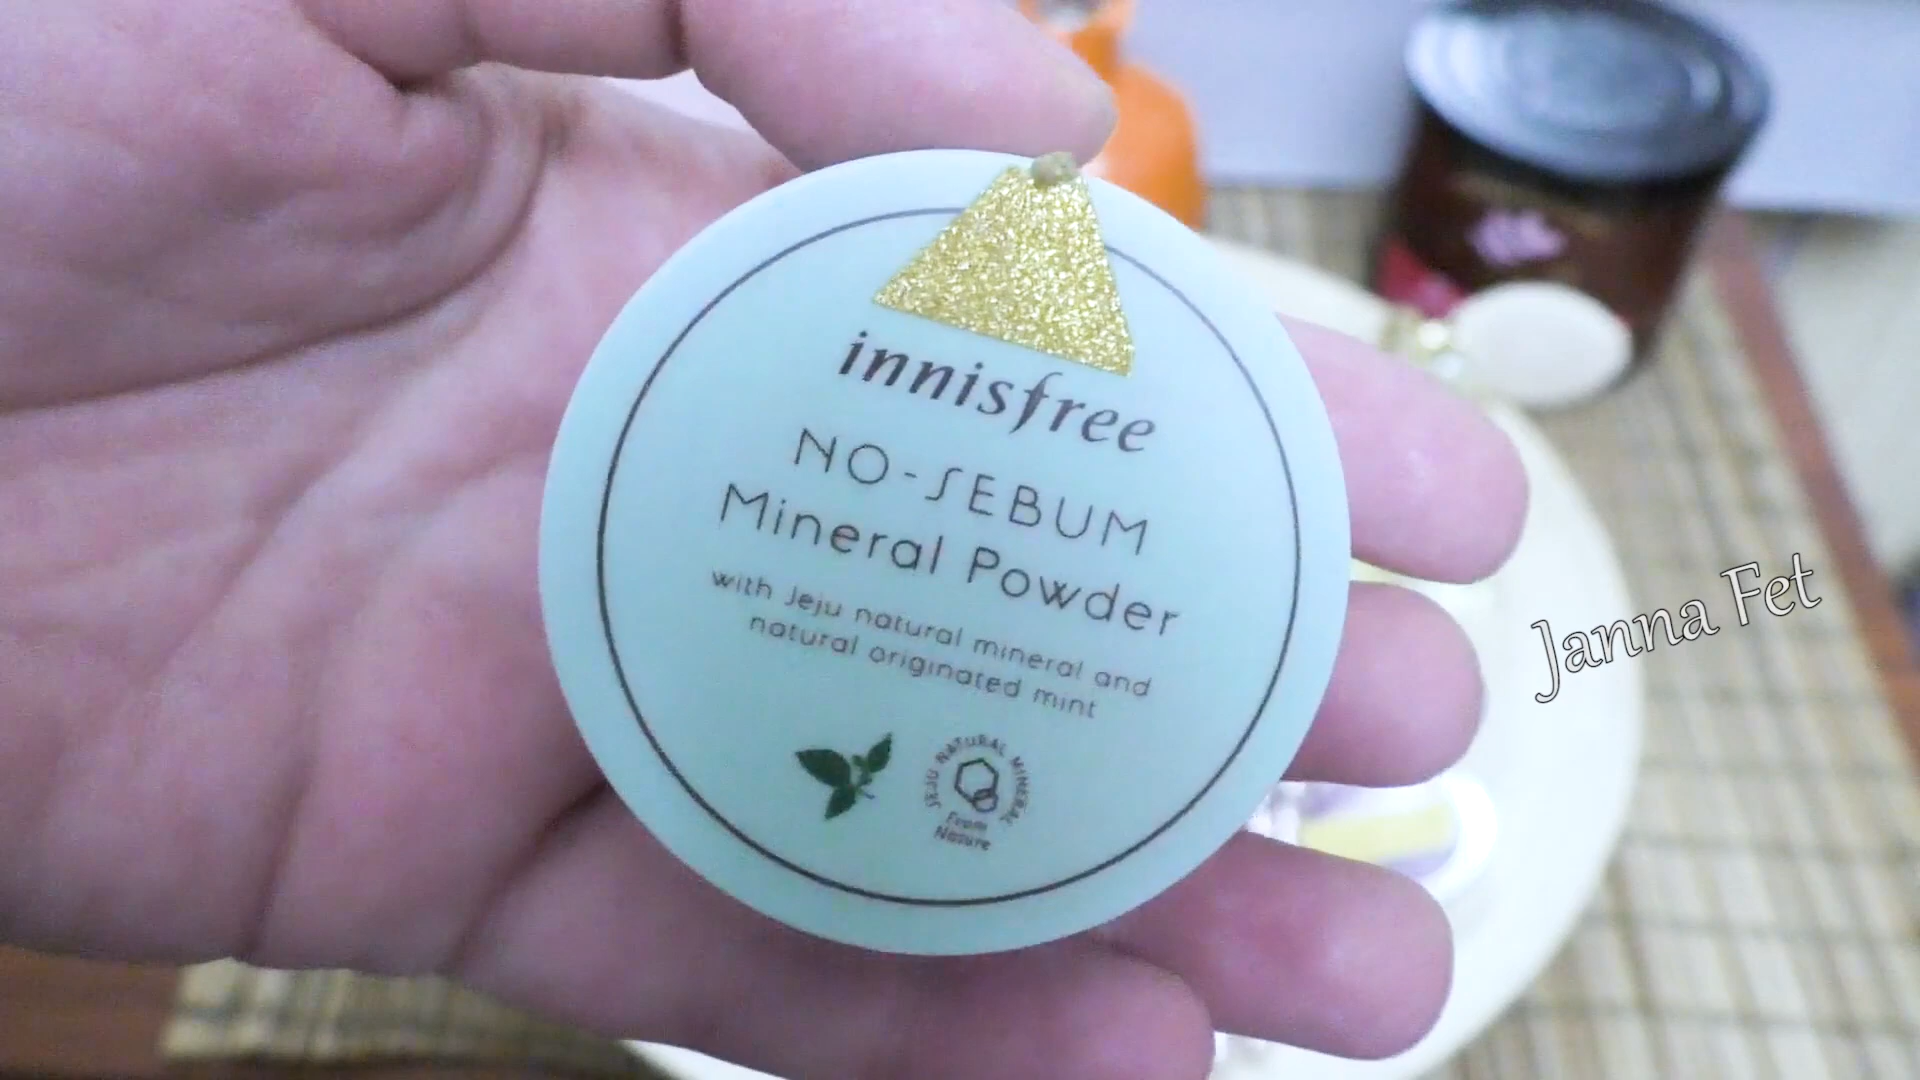 innisfree
NO-SEBUM
Mineral Powder
with Jeju natural mineral and
natural originated mint
JEJU NATURAL MINERAL
From
Nature
Janna Fet